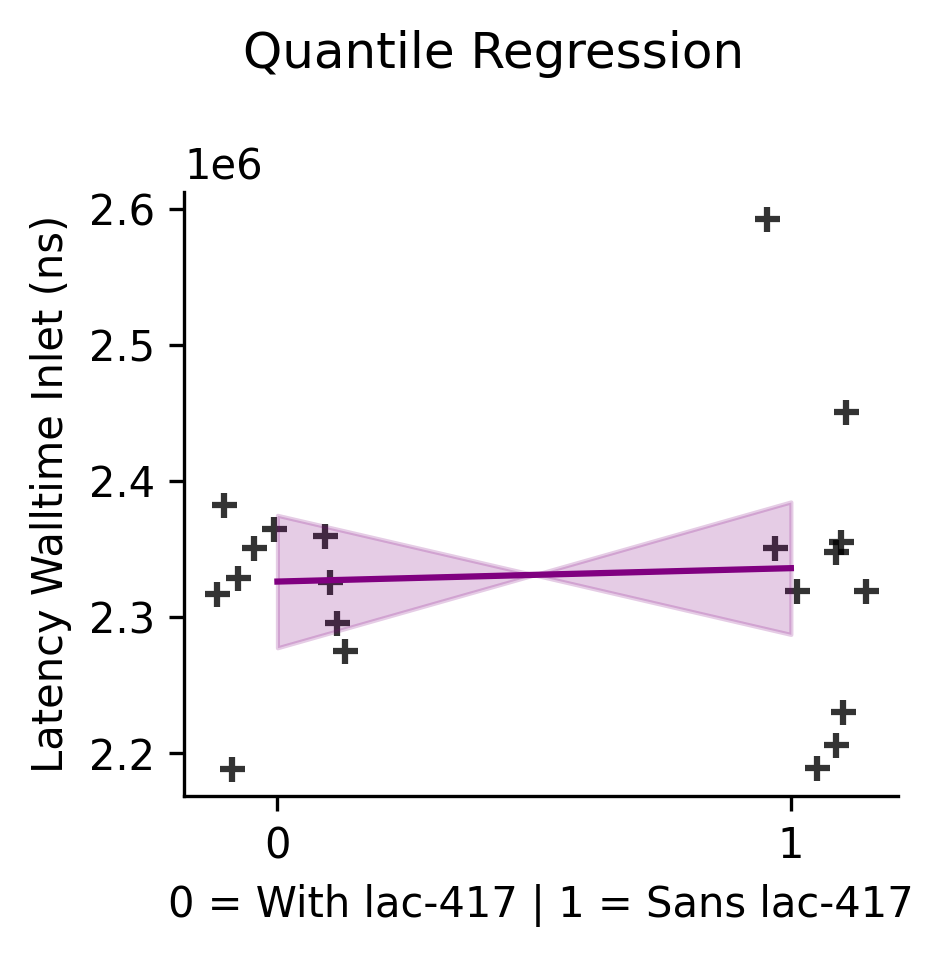 Quantile Regression
1e6
Latency Walltime Inlet (ns)
2.6
2.5
2.4
2.3
2.2
0 1
0 = With lac-417 | 1 = Sans lac-417